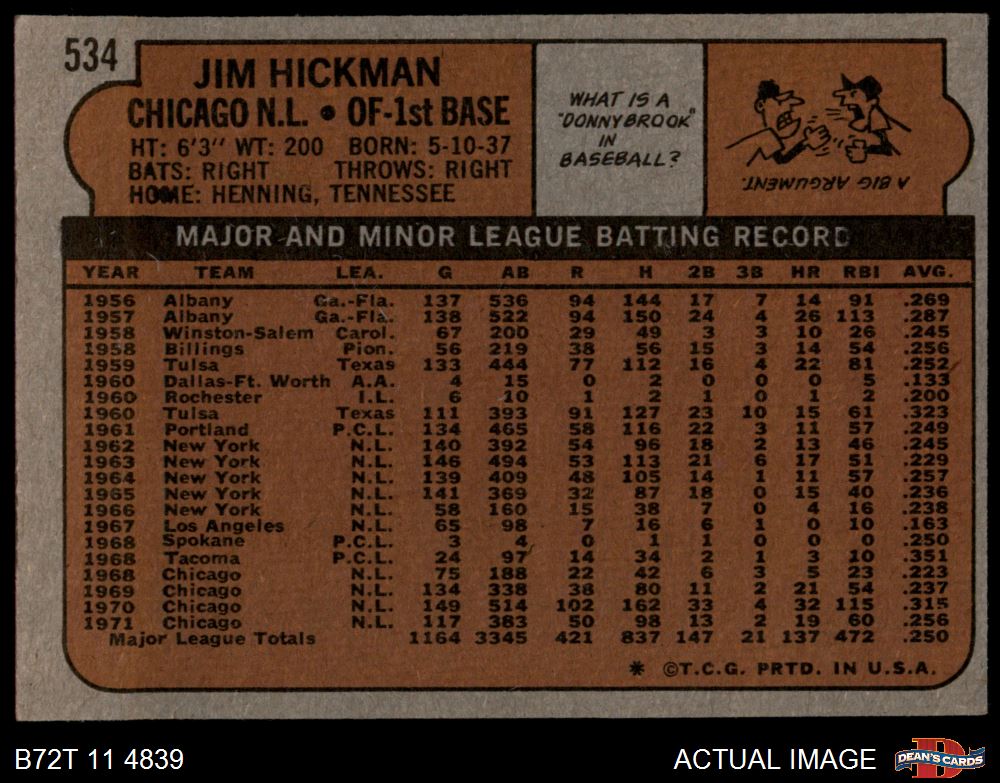 534
JIM HICKMAN
CHICAGO N.L. • OF-1st BASE
HT: 6'3" WT: 200 BORN: 5-10-37
BATS: RIGHT THROWS: RIGHT
HOME: HENNING, TENNESSEE
WHAT IS A
"DONNYBROOK"
IN
BASEBALL?
A BIG ARGUMENT.
MAJOR AND MINOR LEAGUE BATTING RECORD
YEAR TEAM LEA. G AB R H 2B 3B HR RBI AVG.
1956 Albany Ga.-Fla. 137 536 94 144 17 7 14 91 .269
1957 Albany Ga.-Fla. 138 522 94 150 24 4 26 113 .287
1958 Winston-Salem Carol. 67 200 29 49 3 3 10 26 .245
1958 Billings Pion. 56 219 38 56 15 3 14 54 .256
1959 Tulsa Texas 133 444 77 112 16 4 22 81 .252
1960 Dallas-Ft. Worth A.A. 4 15 0 2 0 0 0 5 .133
1960 Rochester I.L. 6 10 1 2 1 0 1 2 .200
1960 Tulsa Texas 111 393 91 127 23 10 15 61 .323
1961 Portland P.C.L. 134 465 58 116 22 3 11 57 .249
1962 New York N.L. 140 392 54 96 18 2 13 46 .245
1963 New York N.L. 146 494 53 113 21 6 17 51 .229
1964 New York N.L. 139 409 48 105 14 1 11 57 .257
1965 New York N.L. 141 369 32 87 18 0 15 40 .236
1966 New York N.L. 58 160 15 38 7 0 4 16 .238
1967 Los Angeles N.L. 65 98 7 16 6 1 0 10 .163
1968 Spokane P.C.L. 3 4 0 1 1 0 0 0 .250
1968 Tacoma P.C.L. 24 97 14 34 2 1 3 10 .351
1968 Chicago N.L. 75 188 22 42 6 3 5 23 .223
1969 Chicago N.L. 134 338 38 80 11 2 21 54 .237
1970 Chicago N.L. 149 514 102 162 33 4 32 115 .315
1971 Chicago N.L. 117 383 50 98 13 2 19 60 .256
Major League Totals 1164 3345 421 837 147 21 137 472 .250
* ©T.C.G. PRTD. IN U.S.A.
B72T 11 4839
ACTUAL IMAGE
D
DEAN'S CARDS